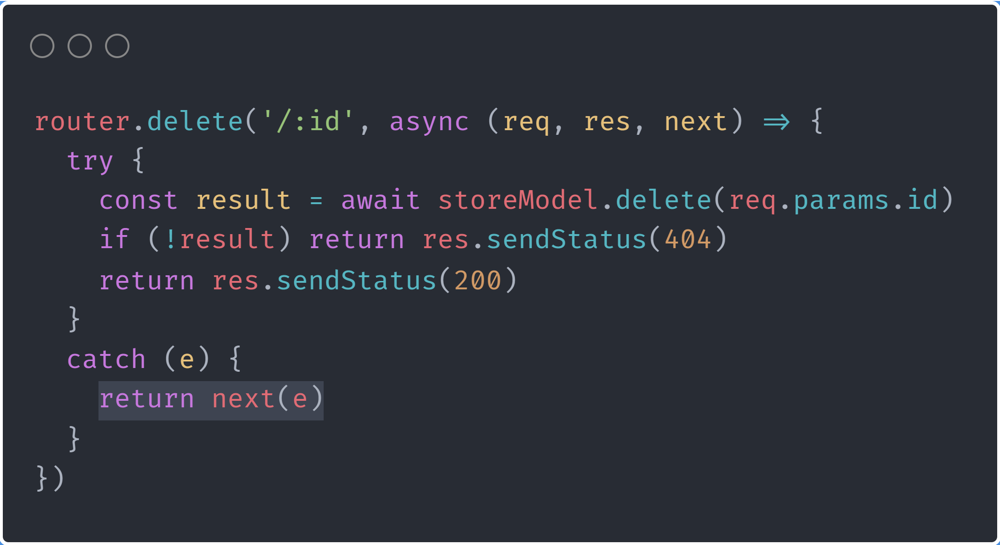 router.delete('/:id', async (req, res, next) => {
  try {
    const result = await storeModel.delete(req.params.id)
    if (!result) return res.sendStatus(404)
    return res.sendStatus(200)
  }
  catch (e) {
    return next(e)
  }
})